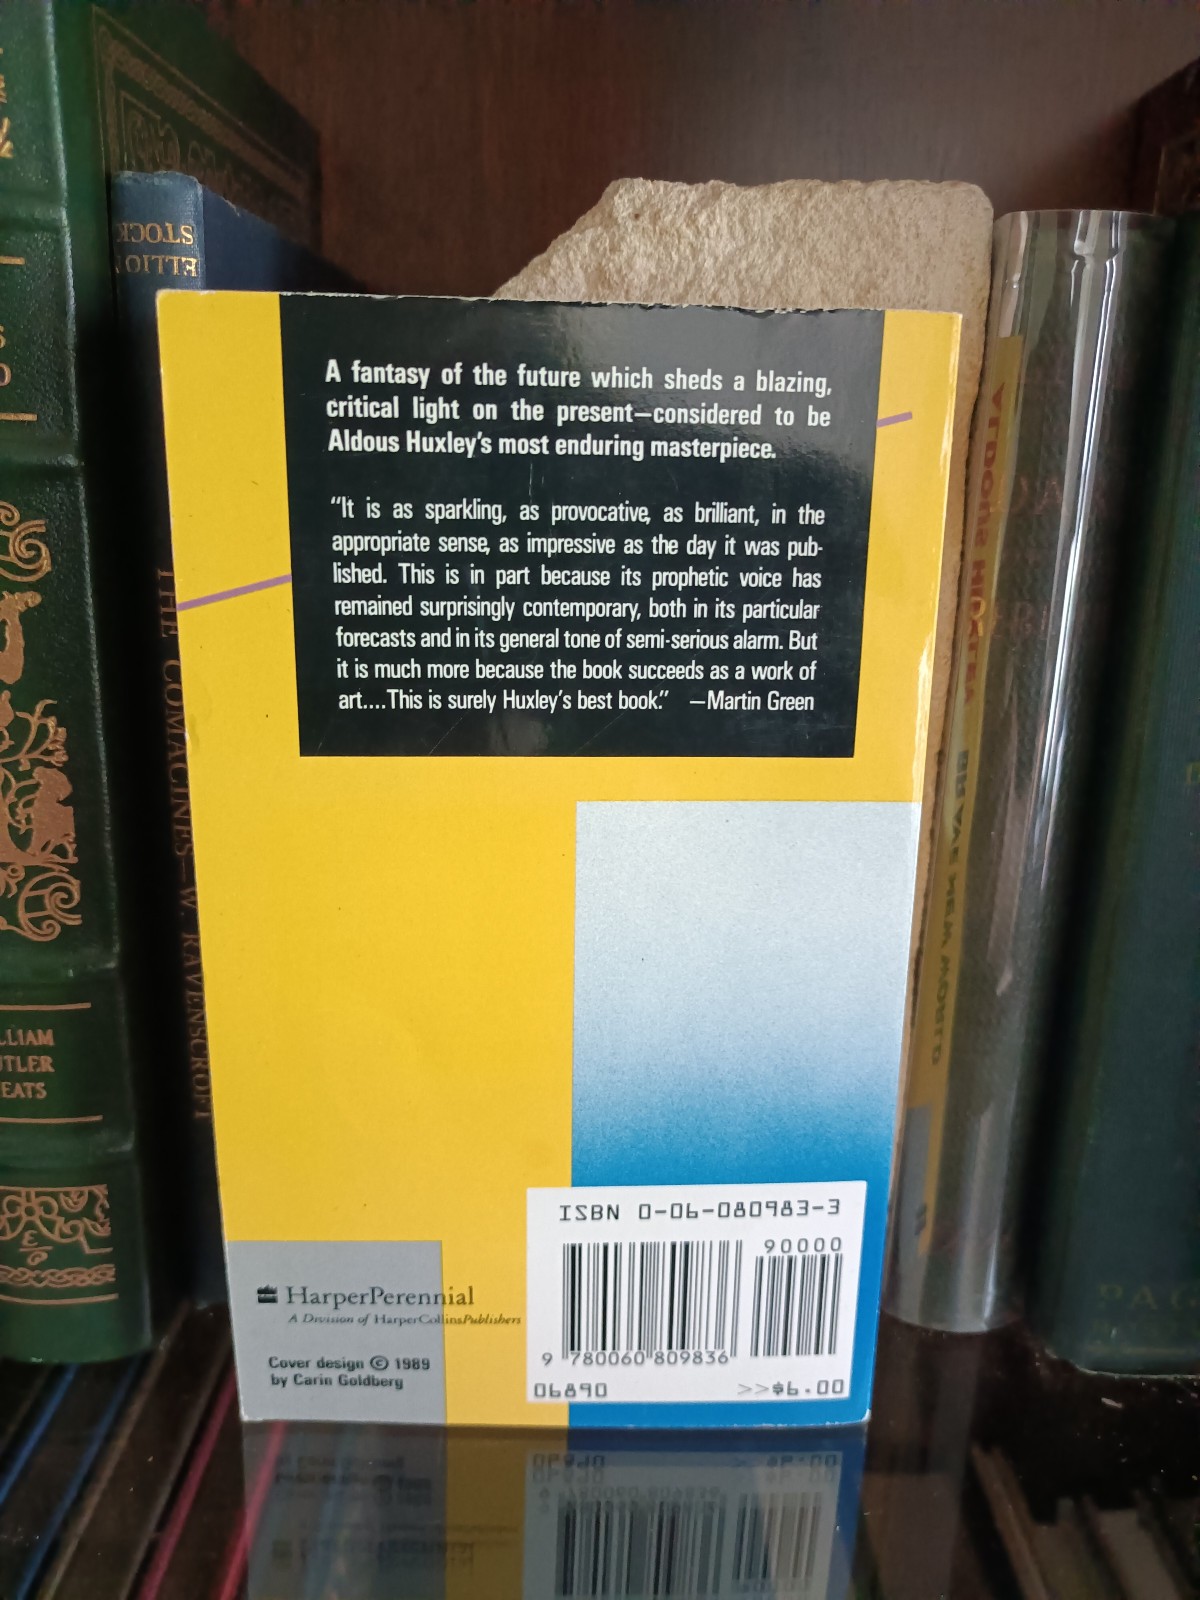 STOCK
ELLIO
THE COMACINES—W. RAVENSCROFT
LLIAM
UTLER
EATS
A fantasy of the future which sheds a blazing,
critical light on the present—considered to be
Aldous Huxley's most enduring masterpiece.
"It is as sparkling, as provocative, as brilliant, in the
appropriate sense, as impressive as the day it was pub-
lished. This is in part because its prophetic voice has
remained surprisingly contemporary, both in its particular
forecasts and in its general tone of semi-serious alarm. But
it is much more because the book succeeds as a work of
art....This is surely Huxley's best book." —Martin Green
HarperPerennial
A Division of HarperCollinsPublishers
Cover design © 1989
by Carin Goldberg
ISBN 0-06-080983-3
90000
9 780060 809836
06890 >>$6.00
ALDOUS HUXLEY BRAVE NEW WORLD